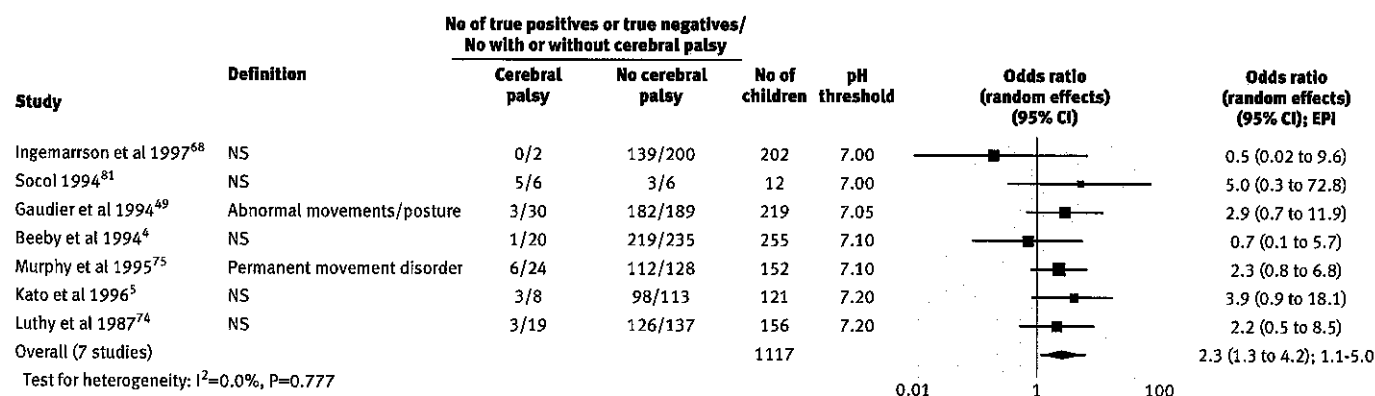 No of true positives or true negatives/
No with or without cerebral palsy
Study Definition Cerebral palsy No cerebral palsy No of children pH threshold Odds ratio (random effects) (95% CI) Odds ratio (random effects) (95% CI); EPI
Ingemarrson et al 1997⁶⁸ NS 0/2 139/200 202 7.00 0.5 (0.02 to 9.6)
Socol 1994⁸¹ NS 5/6 3/6 12 7.00 5.0 (0.3 to 72.8)
Gaudier et al 1994⁴⁹ Abnormal movements/posture 3/30 182/189 219 7.05 2.9 (0.7 to 11.9)
Beeby et al 1994⁴ NS 1/20 219/235 255 7.10 0.7 (0.1 to 5.7)
Murphy et al 1995⁷⁵ Permanent movement disorder 6/24 112/128 152 7.10 2.3 (0.8 to 6.8)
Kato et al 1996⁵ NS 3/8 98/113 121 7.20 3.9 (0.9 to 18.1)
Luthy et al 1987⁷⁴ NS 3/19 126/137 156 7.20 2.2 (0.5 to 8.5)
Overall (7 studies) 1117 2.3 (1.3 to 4.2); 1.1-5.0
Test for heterogeneity: I²=0.0%, P=0.777
0.01 1 100